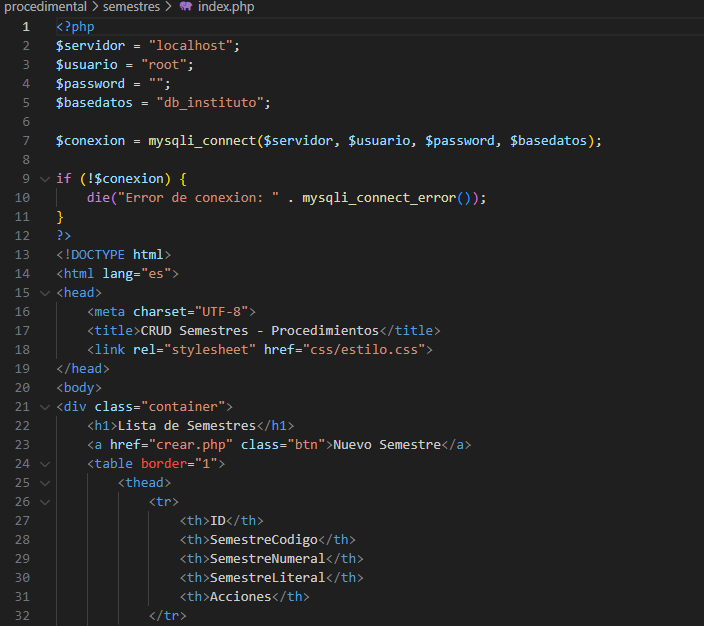 procedimental > semestres > index.php
1 <?php
2 $servidor = "localhost";
3 $usuario = "root";
4 $password = "";
5 $basedatos = "db_instituto";
6
7 $conexion = mysqli_connect($servidor, $usuario, $password, $basedatos);
8
9 if (!$conexion) {
10     die("Error de conexion: " . mysqli_connect_error());
11 }
12 ?>
13 <!DOCTYPE html>
14 <html lang="es">
15 <head>
16     <meta charset="UTF-8">
17     <title>CRUD Semestres - Procedimientos</title>
18     <link rel="stylesheet" href="css/estilo.css">
19 </head>
20 <body>
21 <div class="container">
22     <h1>Lista de Semestres</h1>
23     <a href="crear.php" class="btn">Nuevo Semestre</a>
24     <table border="1">
25         <thead>
26             <tr>
27                 <th>ID</th>
28                 <th>SemestreCodigo</th>
29                 <th>SemestreNumeral</th>
30                 <th>SemestreLiteral</th>
31                 <th>Acciones</th>
32             </tr>